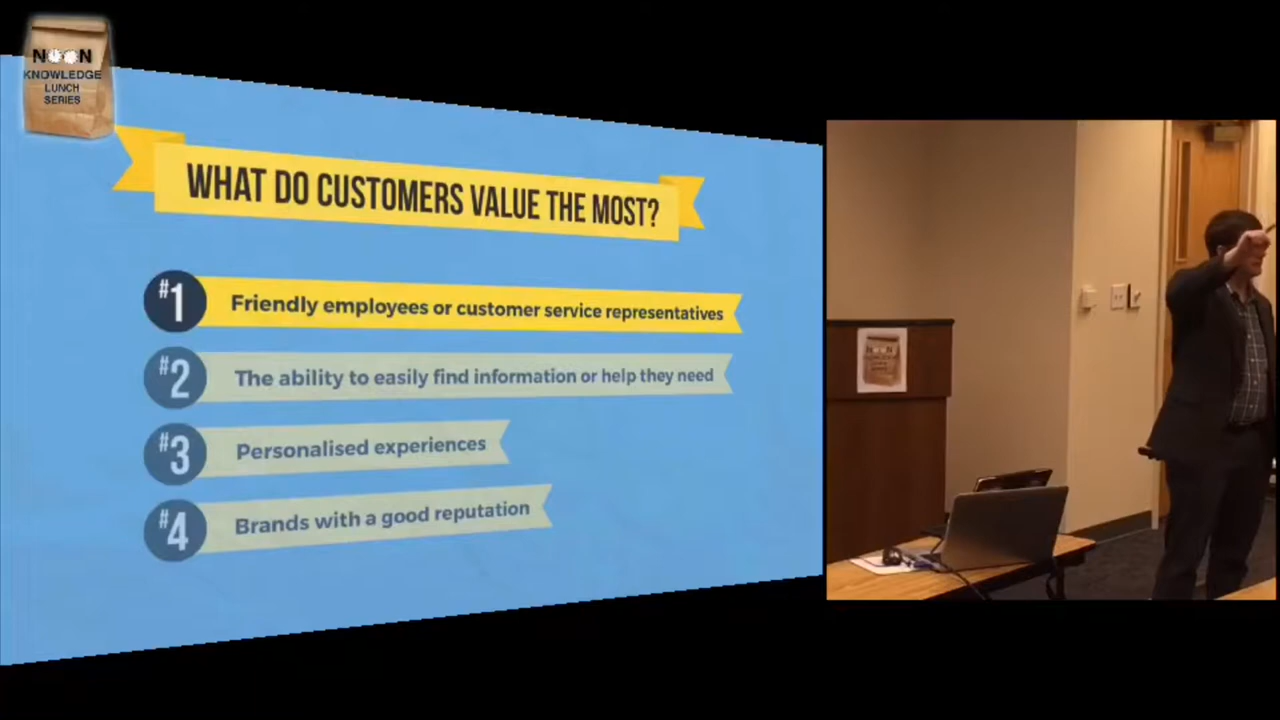 NOON
KNOWLEDGE
LUNCH
SERIES
WHAT DO CUSTOMERS VALUE THE MOST?
#1 Friendly employees or customer service representatives
#2 The ability to easily find information or help they need
#3 Personalised experiences
#4 Brands with a good reputation
NOON